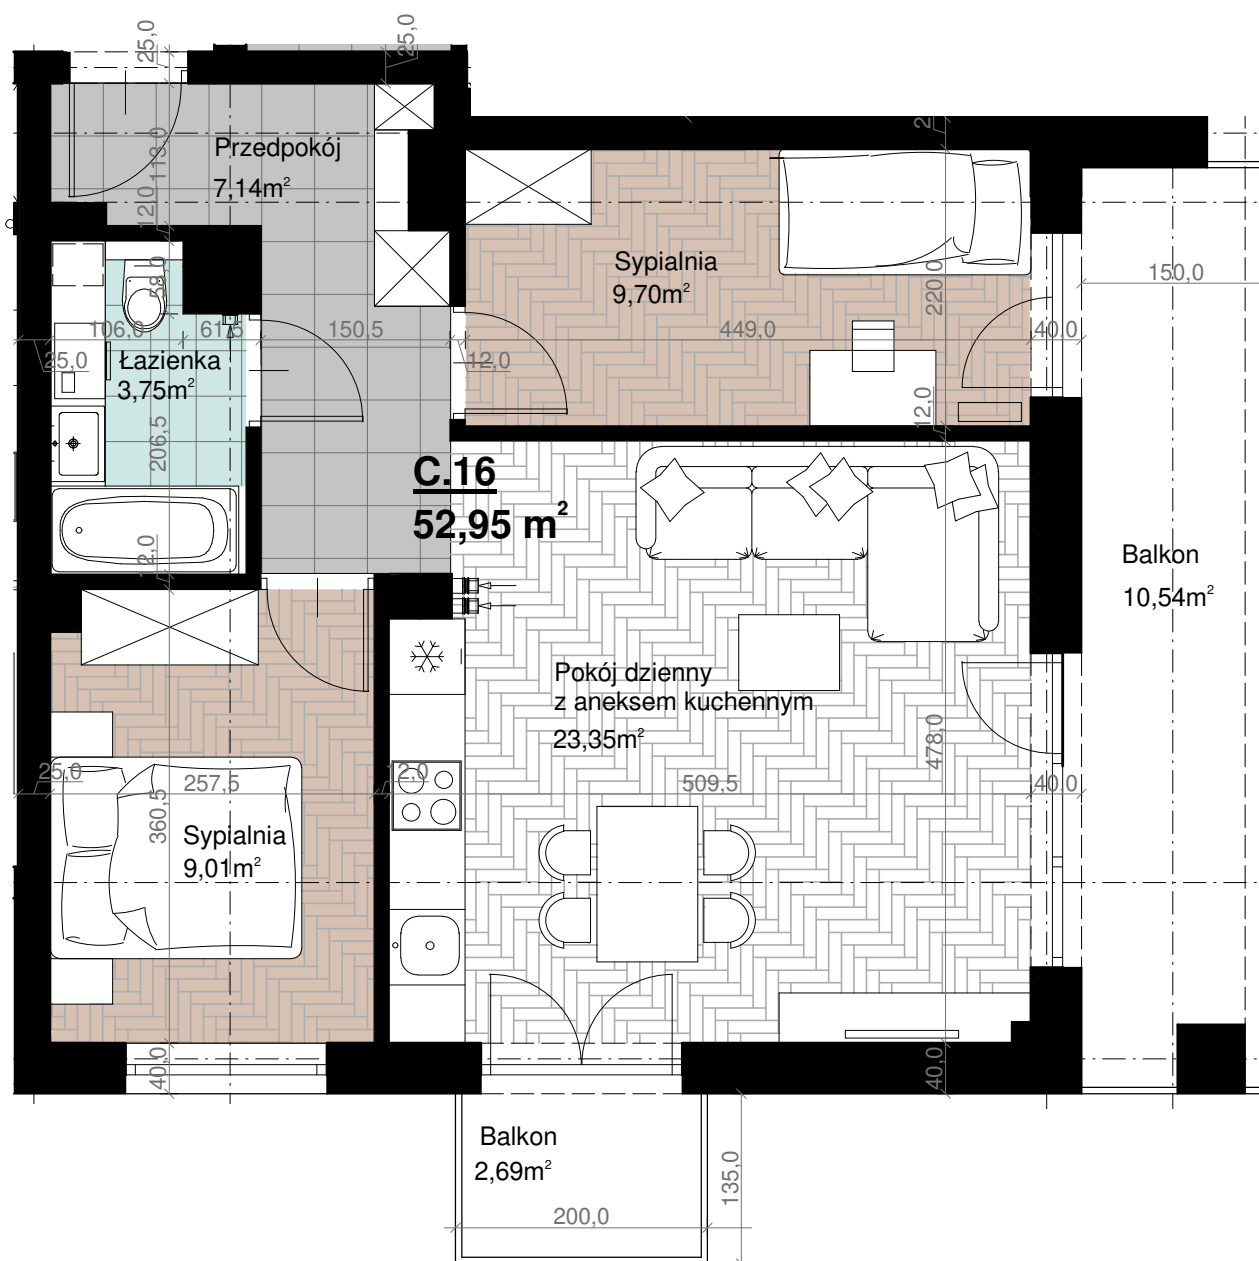 25,0
25,0
Przedpokój
7,14m²
113,0
12,0
Sypialnia
9,70m²
220,0
150,0
58,0
106,0
61,5
150,5
449,0
40,0
25,0
12,0
Łazienka
3,75m²
206,5
12,0
C.16
52,95 m²
12,0
Balkon
10,54m²
Pokój dzienny
z aneksem kuchennym
23,35m²
478,0
25,0
257,5
12,0
509,5
40,0
360,5
Sypialnia
9,01m²
40,0
40,0
Balkon
2,69m²
135,0
200,0